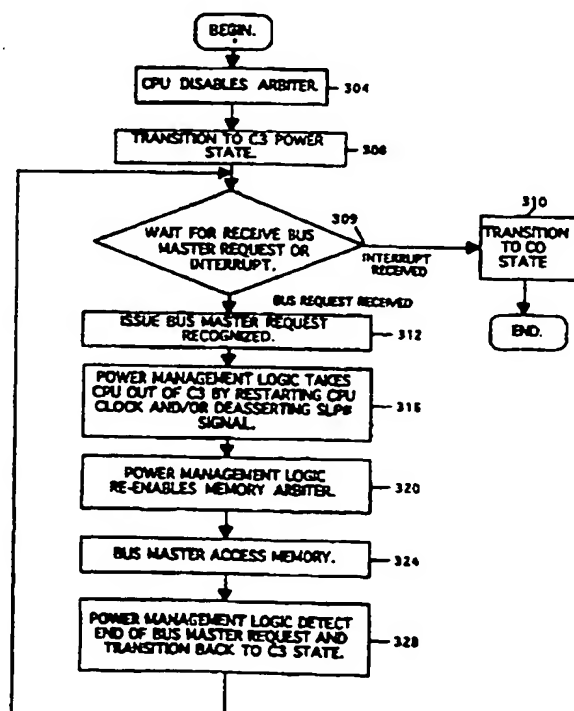 BEGIN.
CPU DISABLES ARBITER.
304
TRANSITION TO C3 POWER
STATE.
306
309
WAIT FOR RECEIVE BUS
MASTER REQUEST OR
INTERRUPT.
INTERRUPT
RECEIVED
310
TRANSITION
TO C0
STATE
END.
BUS REQUEST RECEIVED
ISSUE BUS MASTER REQUEST
RECOGNIZED.
312
POWER MANAGEMENT LOGIC TAKES
CPU OUT OF C3 BY RESTARTING CPU
CLOCK AND/OR DEASSERTING SLP#
SIGNAL.
316
POWER MANAGEMENT LOGIC
RE-ENABLES MEMORY ARBITER.
320
BUS MASTER ACCESS MEMORY.
324
POWER MANAGEMENT LOGIC DETECT
END OF BUS MASTER REQUEST AND
TRANSITION BACK TO C3 STATE.
328